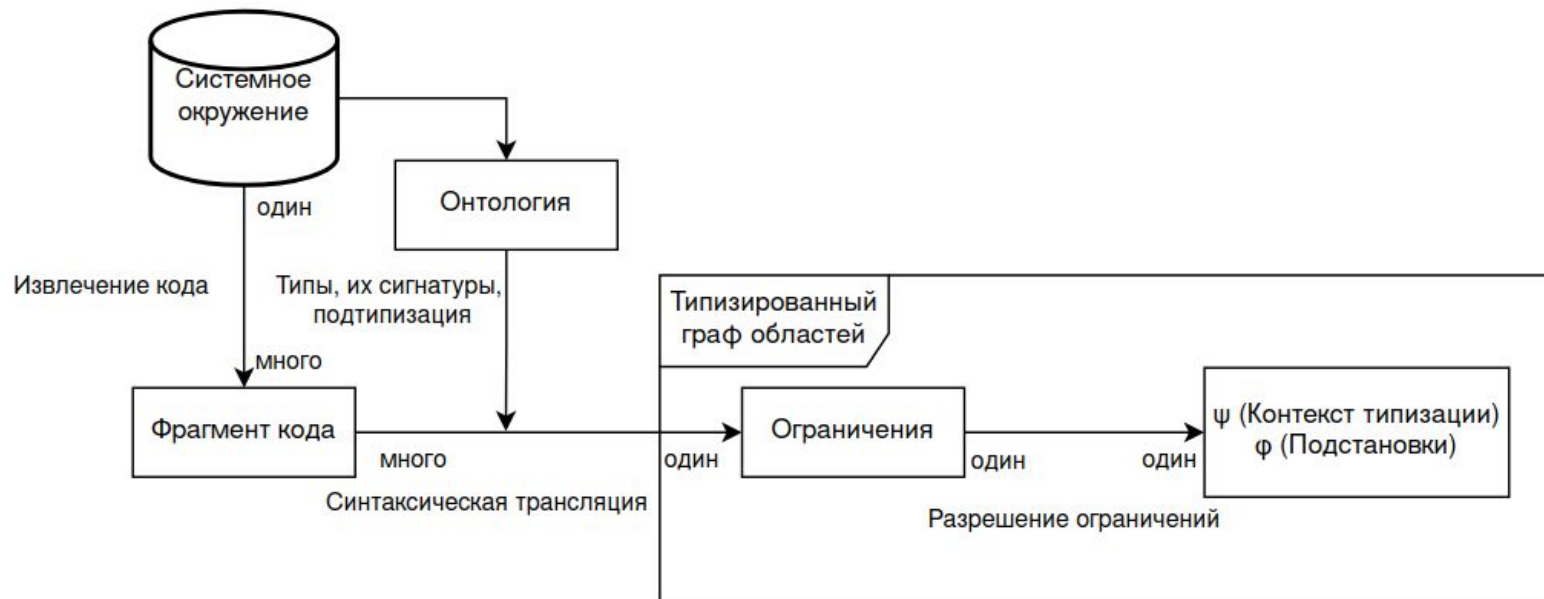 Системное
окружение
Онтология
один
Извлечение кода
Типы, их сигнатуры,
подтипизация
Типизированный
граф областей
много
Фрагмент кода
Ограничения
ψ (Контекст типизации)
φ (Подстановки)
много
один
один
один
Синтаксическая трансляция
Разрешение ограничений